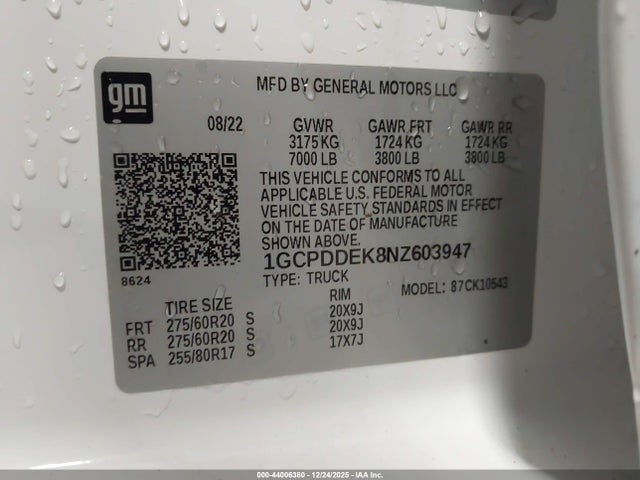 gm
MFD BY GENERAL MOTORS LLC
08/22 GVWR GAWR FRT GAWR RR
3175 KG 1724 KG 1724 KG
7000 LB 3800 LB 3800 LB
THIS VEHICLE CONFORMS TO ALL
APPLICABLE U.S. FEDERAL MOTOR
VEHICLE SAFETY STANDARDS IN EFFECT
ON THE DATE OF MANUFACTURE
SHOWN ABOVE.
1GCPDDEK8NZ603947
8624 TYPE: TRUCK MODEL: 87CK10543
TIRE SIZE RIM
FRT 275/60R20 S 20X9J
RR 275/60R20 S 20X9J
SPA 255/80R17 S 17X7J
000-44006380 - 12/24/2025 - IAA Inc.